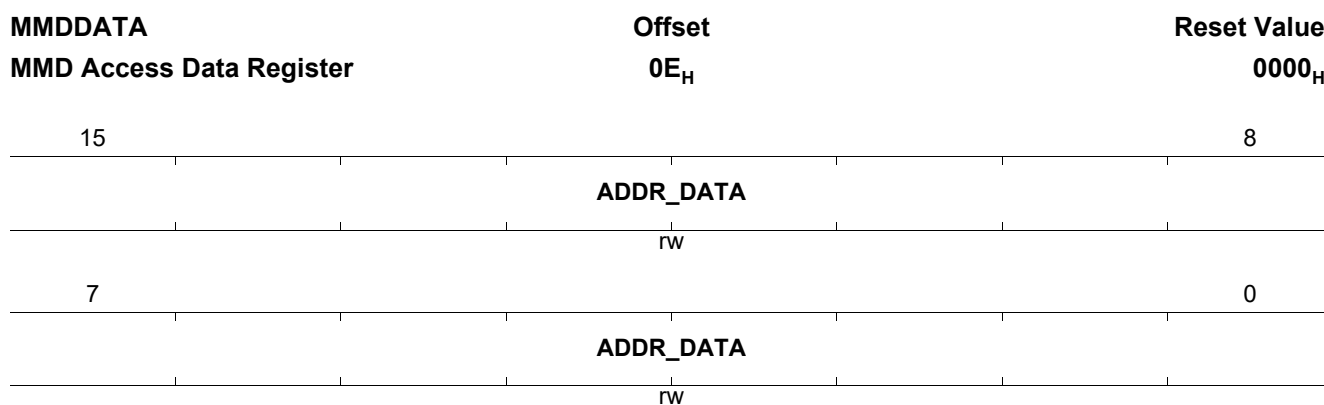 MMDDATA Offset Reset Value
MMD Access Data Register 0EH 0000H
15 8
ADDR_DATA
rw
7 0
ADDR_DATA
rw